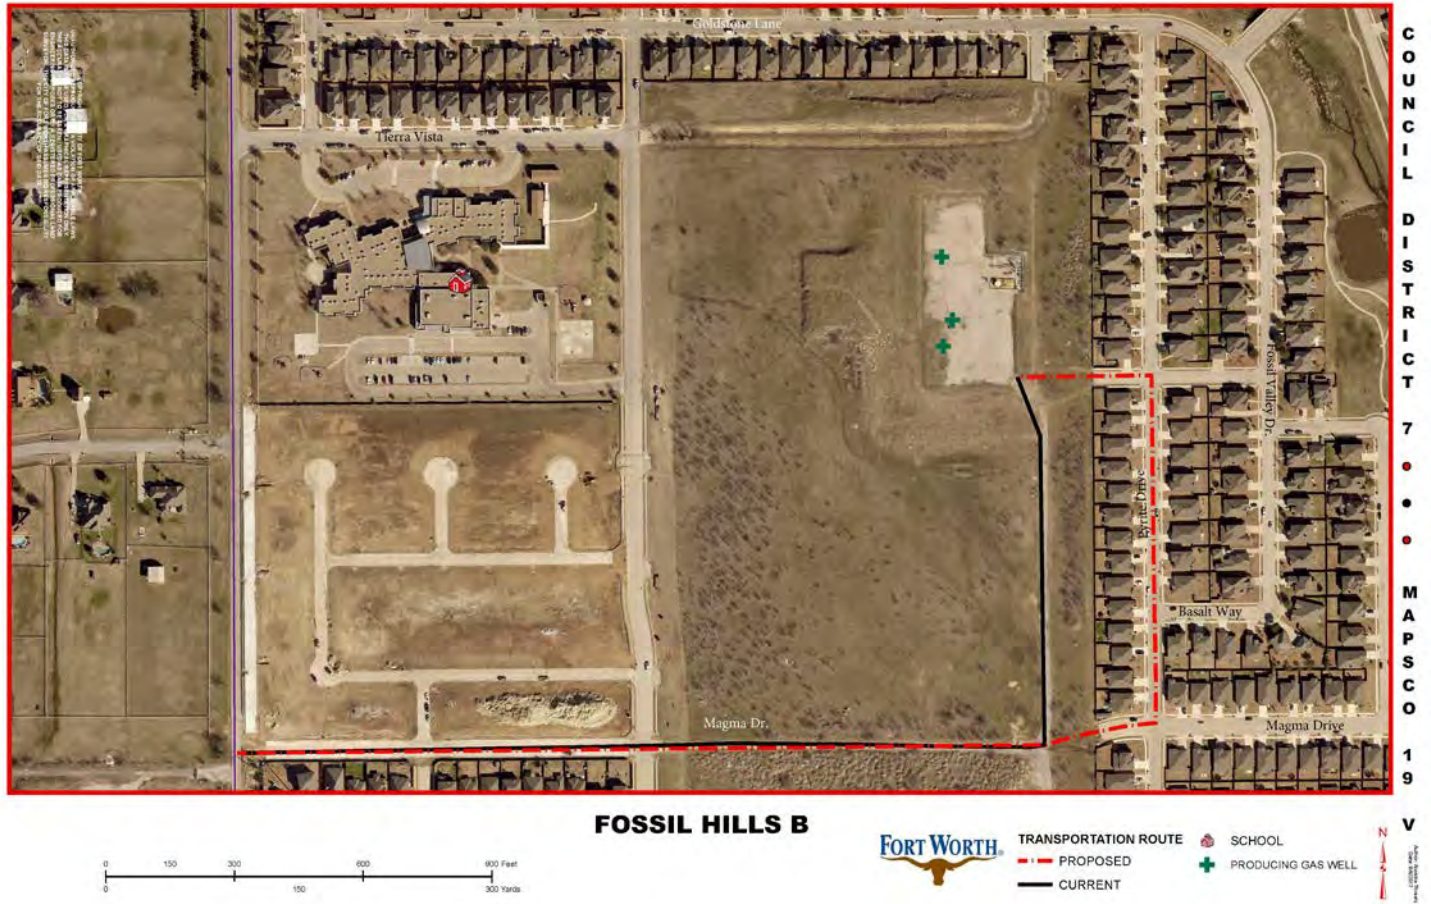 Goldstone Lane
Tierra Vista
Fossil Valley Dr.
Pyrite Drive
Basalt Way
Magma Dr.
Magma Drive
COUNCIL DISTRICT 7 MAPSCO 19 V
FOSSIL HILLS B
0 150 300 600 900 Feet
0 150 300 Yards
FORT WORTH
TRANSPORTATION ROUTE
PROPOSED
CURRENT
SCHOOL
PRODUCING GAS WELL
N